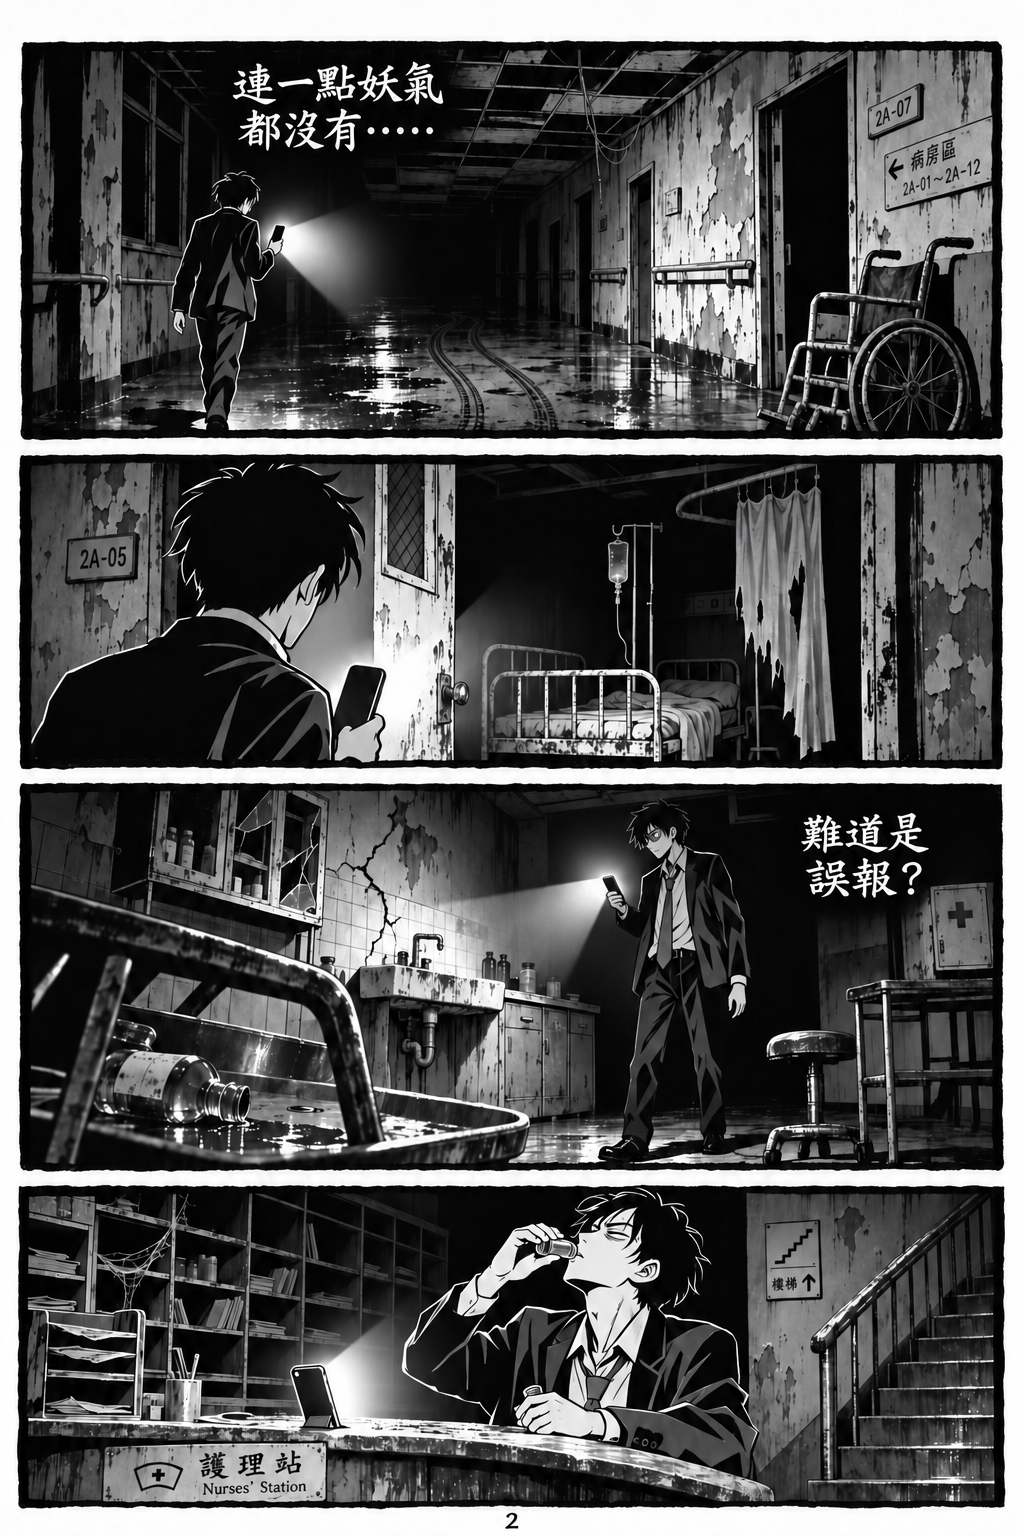 連一點妖氣
都沒有⋯⋯
2A-07
← 病房區
2A-01～2A-12
2A-05
難道是
誤報？
樓梯 ↑
護理站
Nurses' Station
2